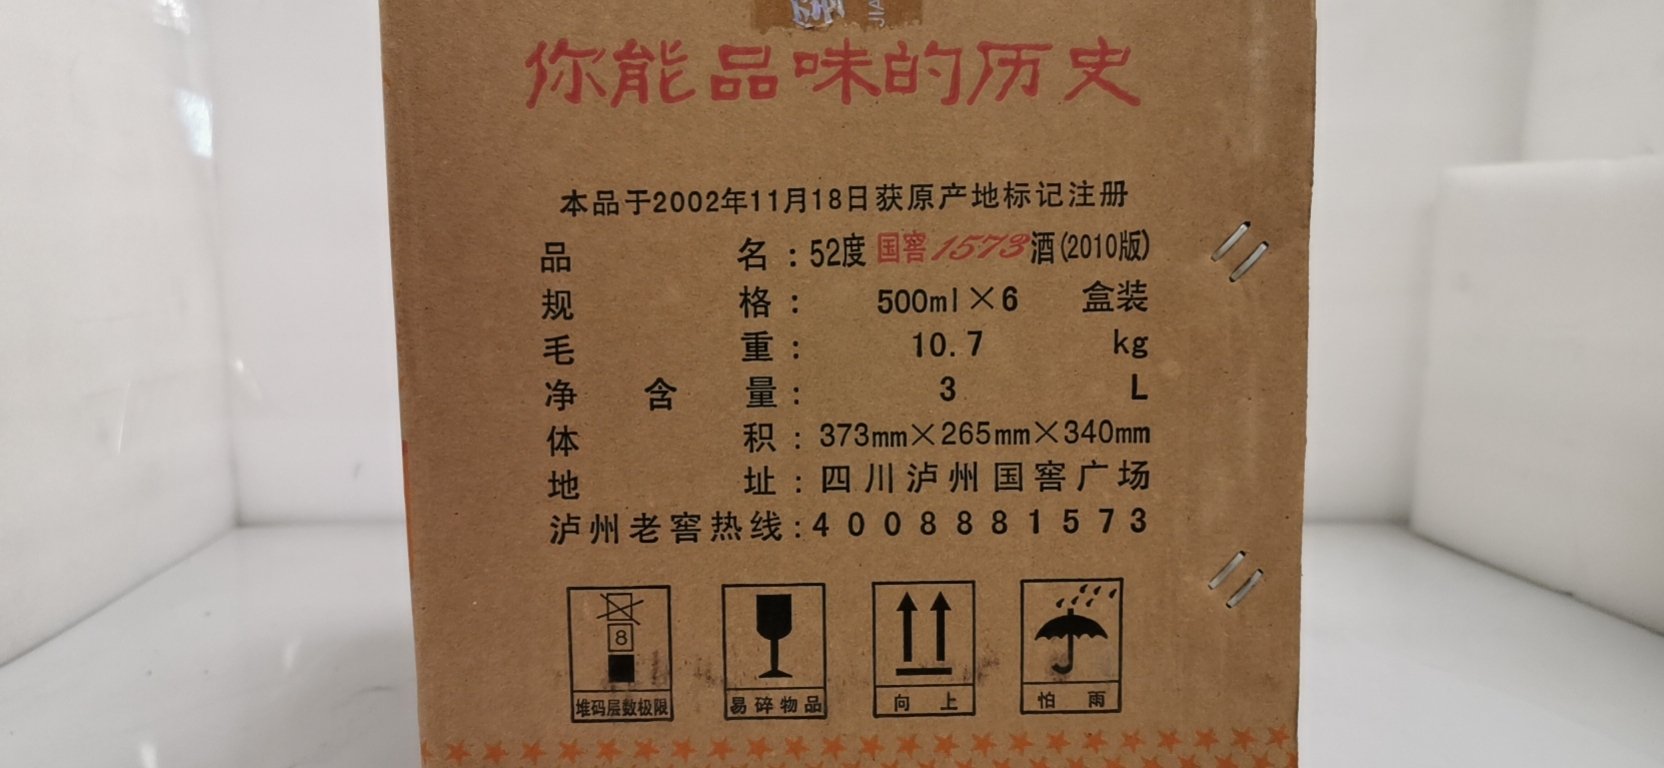 JIA
你能品味的历史
本品于2002年11月18日获原产地标记注册
品名：52度国窖1573酒(2010版)
规格：500ml×6 盒装
毛重：10.7 kg
净含量：3 L
体积：373mm×265mm×340mm
地址：四川泸州国窖广场
泸州老窖热线：4008881573
8
堆码层数极限 易碎物品 向上 怕雨